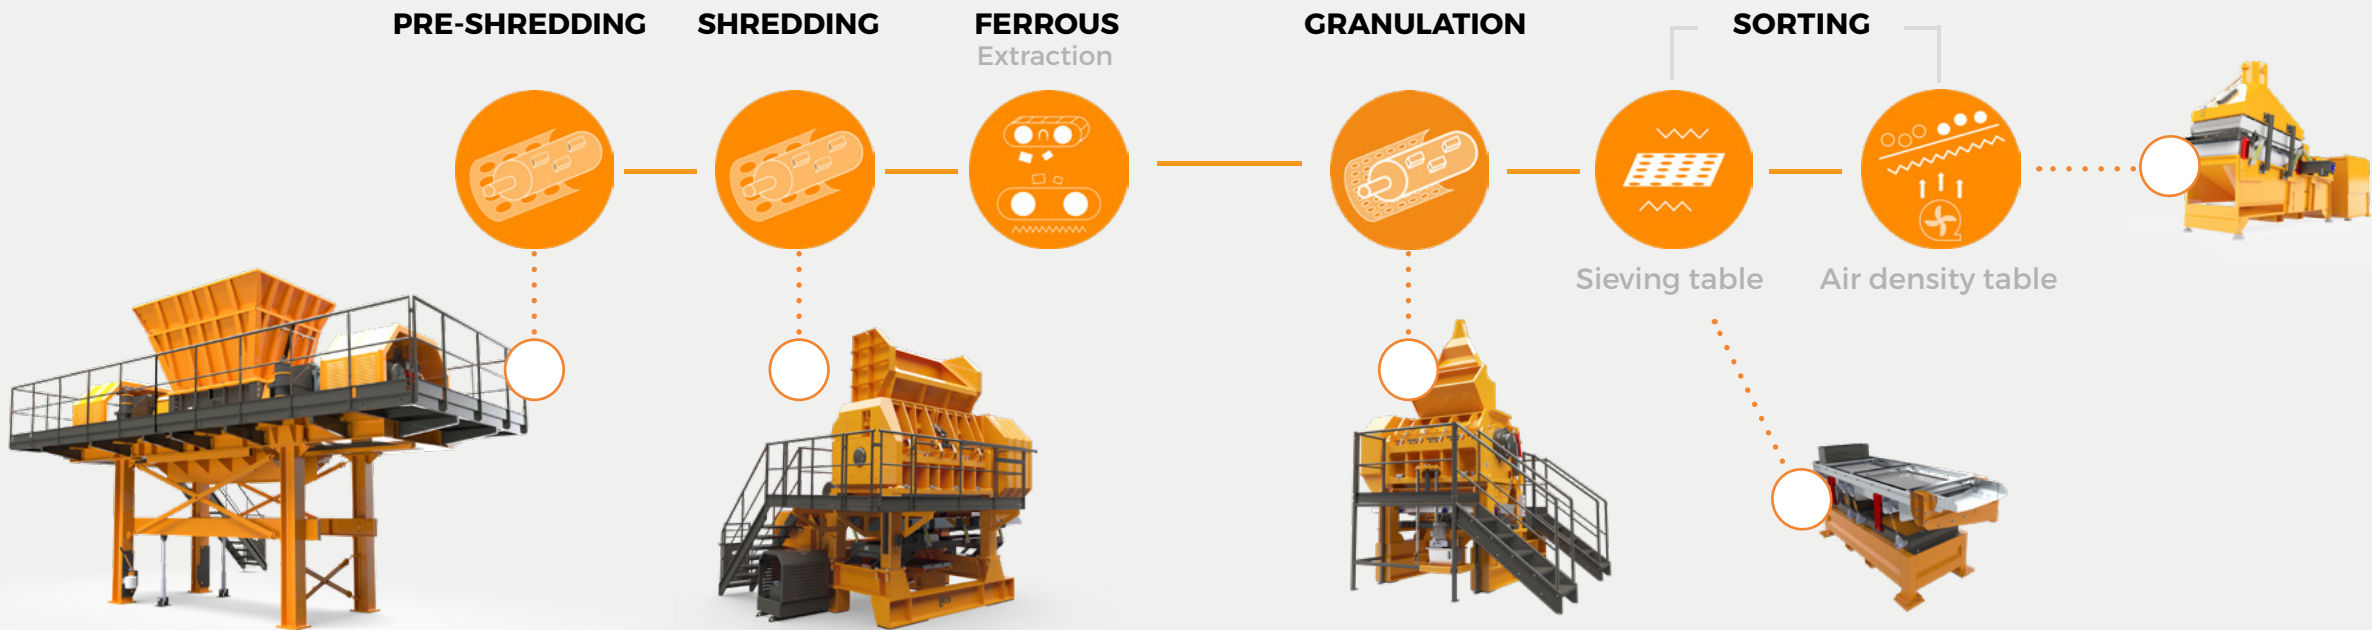 PRE-SHREDDING
SHREDDING
FERROUS
Extraction
GRANULATION
SORTING
Sieving table
Air density table